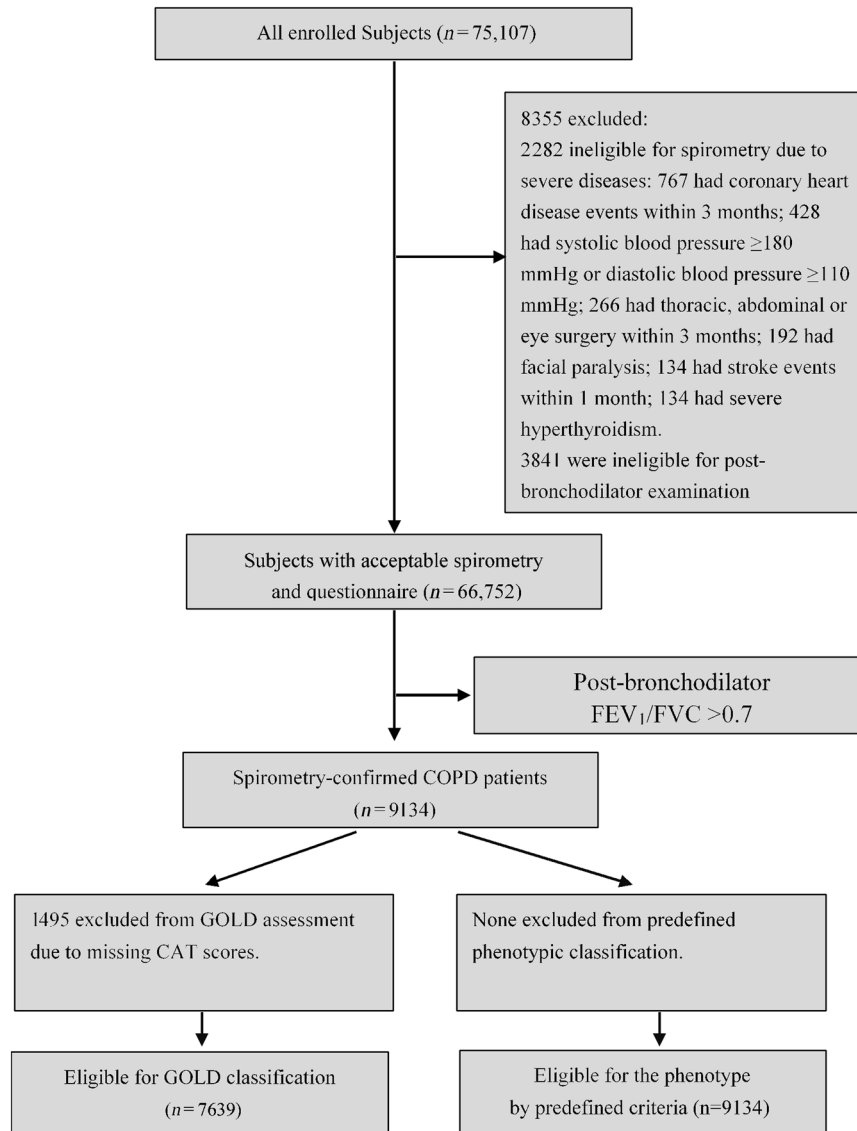 All enrolled Subjects (n = 75,107)
8355 excluded:
2282 ineligible for spirometry due to
severe diseases: 767 had coronary heart
disease events within 3 months; 428
had systolic blood pressure ≥180
mmHg or diastolic blood pressure ≥110
mmHg; 266 had thoracic, abdominal or
eye surgery within 3 months; 192 had
facial paralysis; 134 had stroke events
within 1 month; 134 had severe
hyperthyroidism.
3841 were ineligible for post-
bronchodilator examination
Subjects with acceptable spirometry
and questionnaire (n = 66,752)
Post-bronchodilator
FEV₁/FVC >0.7
Spirometry-confirmed COPD patients
(n = 9134)
1495 excluded from GOLD assessment
due to missing CAT scores.
None excluded from predefined
phenotypic classification.
Eligible for GOLD classification
(n = 7639)
Eligible for the phenotype
by predefined criteria (n=9134)